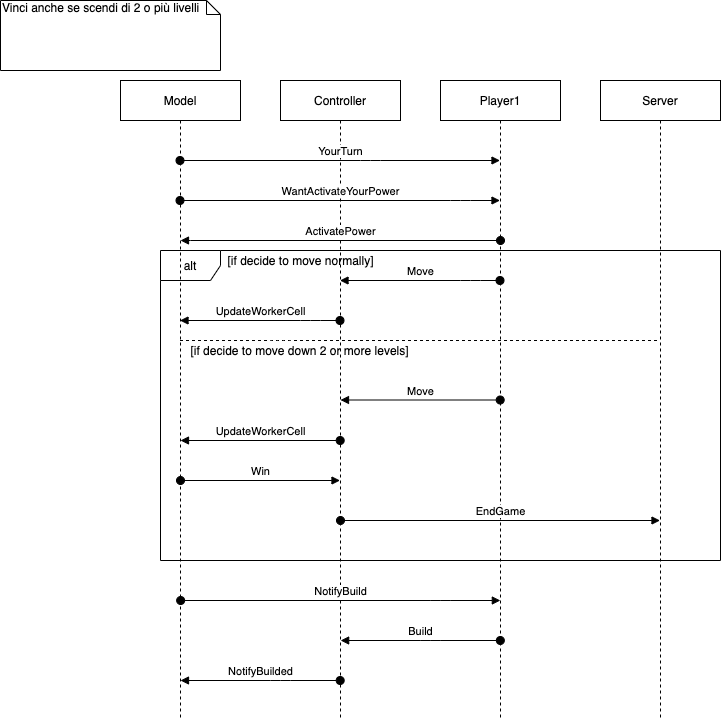 Vinci anche se scendi di 2 o più livelli
Model
Controller
Player1
Server
YourTurn
WantActivateYourPower
ActivatePower
alt
[if decide to move normally]
Move
UpdateWorkerCell
[if decide to move down 2 or more levels]
Move
UpdateWorkerCell
Win
EndGame
NotifyBuild
Build
NotifyBuilded